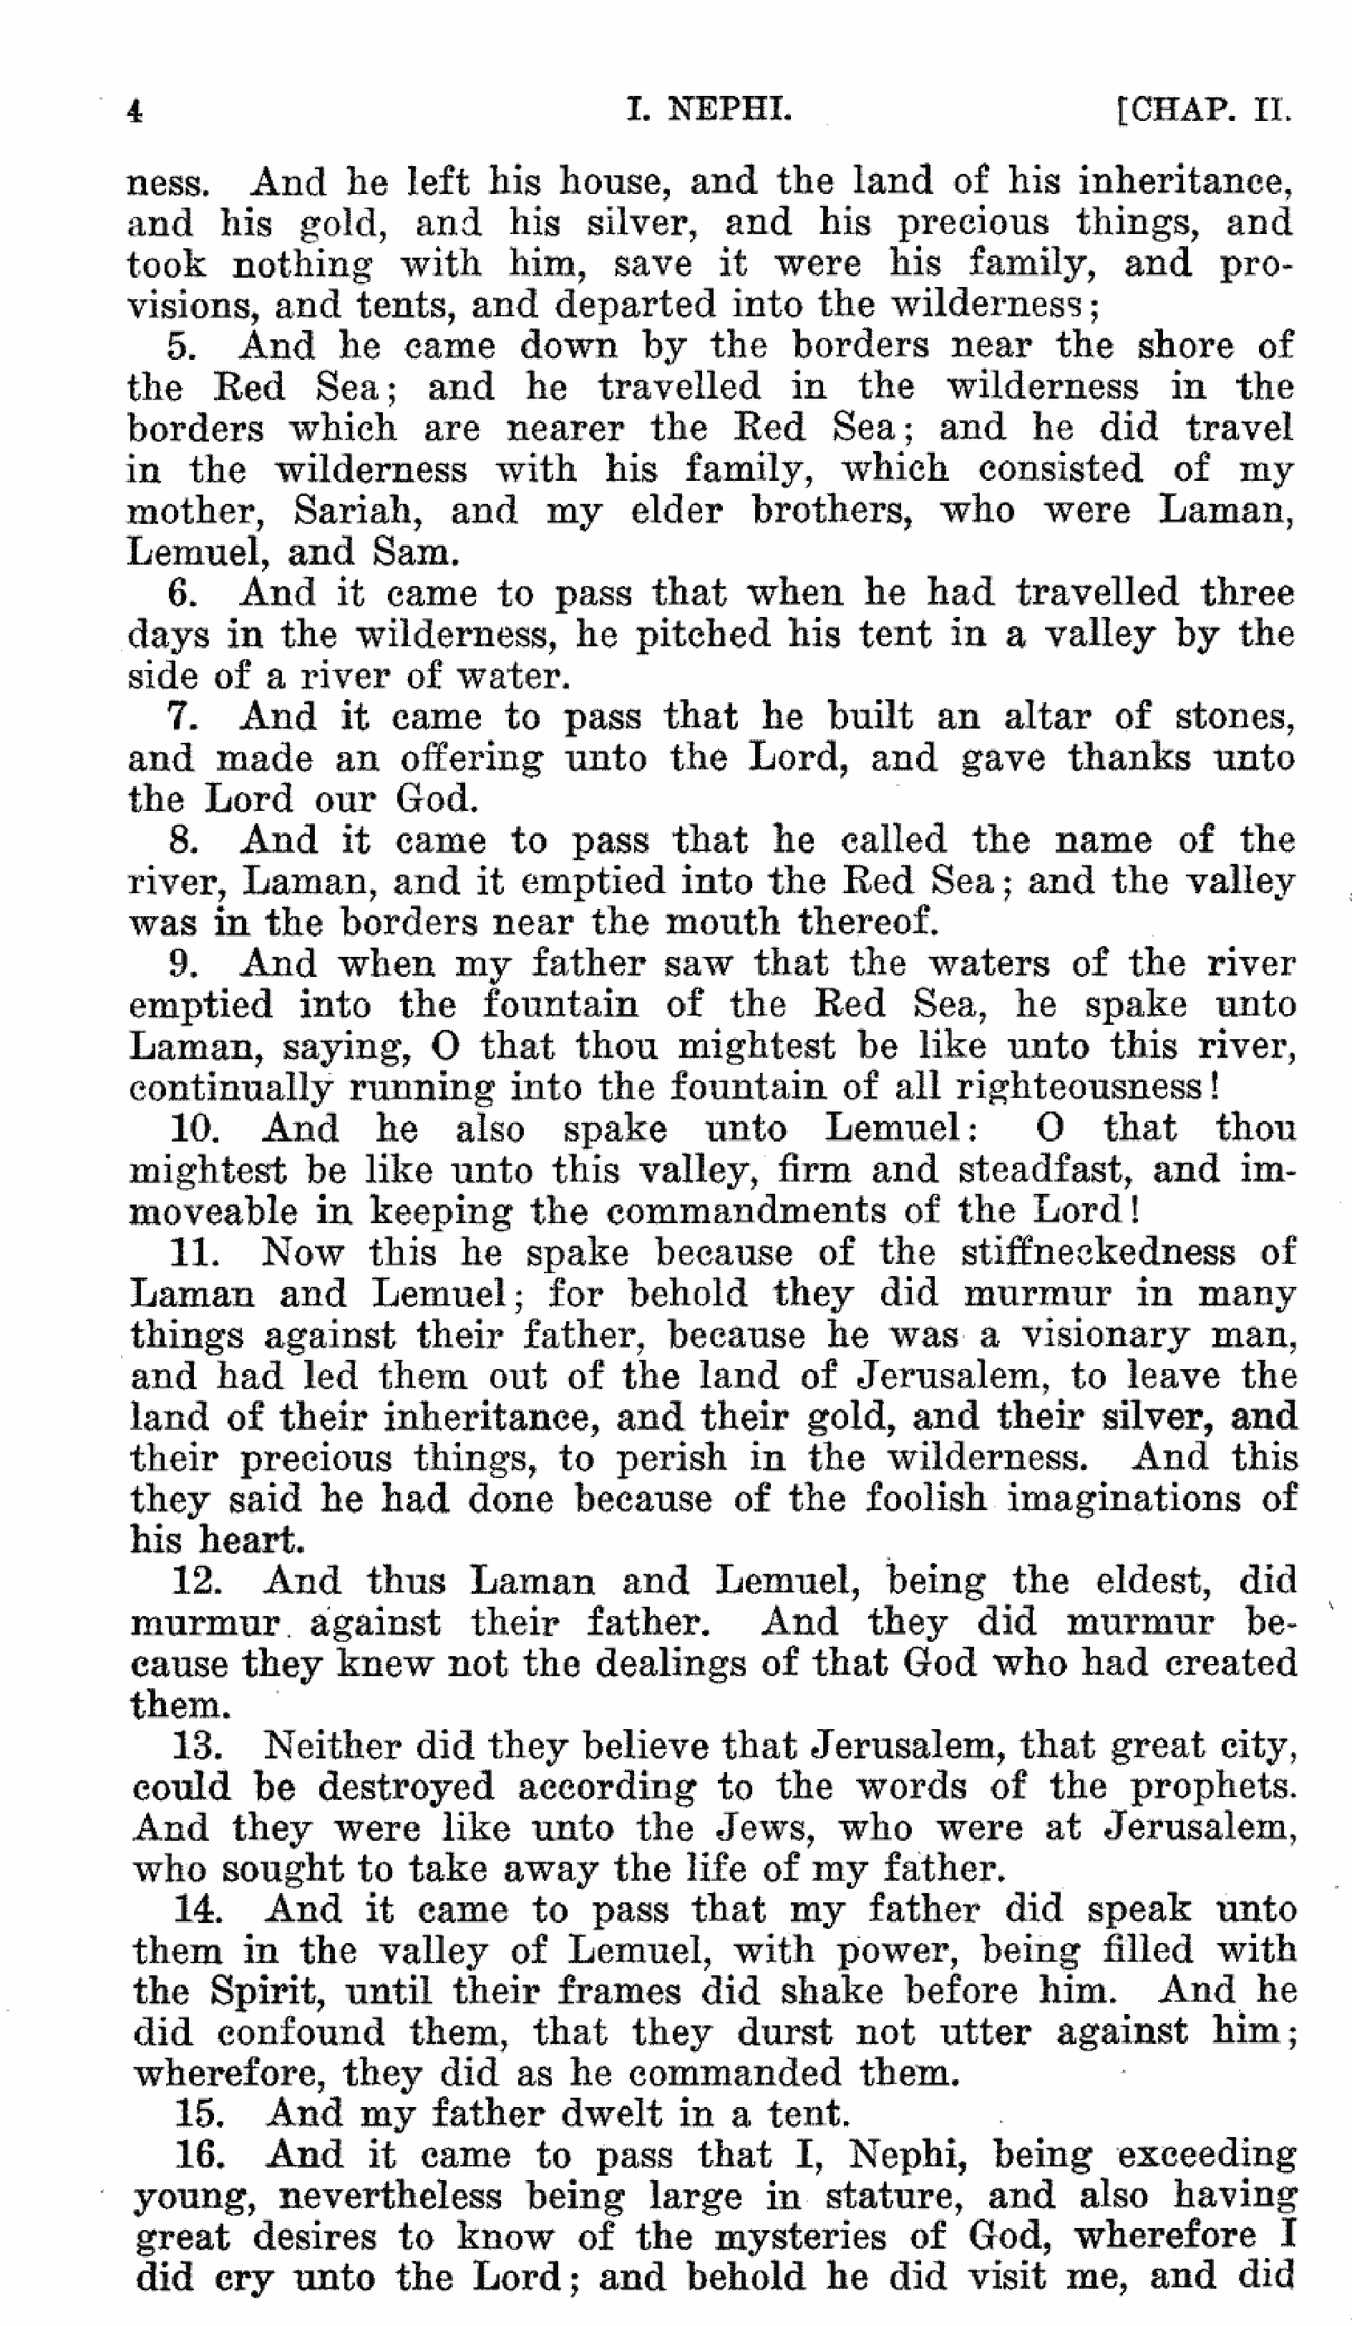 4 I. NEPHI. [CHAP. II.
ness. And he left his house, and the land of his inheritance,
and his gold, and his silver, and his precious things, and
took nothing with him, save it were his family, and pro-
visions, and tents, and departed into the wilderness;
5. And he came down by the borders near the shore of
the Red Sea; and he travelled in the wilderness in the
borders which are nearer the Red Sea; and he did travel
in the wilderness with his family, which consisted of my
mother, Sariah, and my elder brothers, who were Laman,
Lemuel, and Sam.
6. And it came to pass that when he had travelled three
days in the wilderness, he pitched his tent in a valley by the
side of a river of water.
7. And it came to pass that he built an altar of stones,
and made an offering unto the Lord, and gave thanks unto
the Lord our God.
8. And it came to pass that he called the name of the
river, Laman, and it emptied into the Red Sea; and the valley
was in the borders near the mouth thereof.
9. And when my father saw that the waters of the river
emptied into the fountain of the Red Sea, he spake unto
Laman, saying, O that thou mightest be like unto this river,
continually running into the fountain of all righteousness!
10. And he also spake unto Lemuel: O that thou
mightest be like unto this valley, firm and steadfast, and im-
moveable in keeping the commandments of the Lord!
11. Now this he spake because of the stiffneckedness of
Laman and Lemuel; for behold they did murmur in many
things against their father, because he was a visionary man,
and had led them out of the land of Jerusalem, to leave the
land of their inheritance, and their gold, and their silver, and
their precious things, to perish in the wilderness. And this
they said he had done because of the foolish imaginations of
his heart.
12. And thus Laman and Lemuel, being the eldest, did
murmur against their father. And they did murmur be-
cause they knew not the dealings of that God who had created
them.
13. Neither did they believe that Jerusalem, that great city,
could be destroyed according to the words of the prophets.
And they were like unto the Jews, who were at Jerusalem,
who sought to take away the life of my father.
14. And it came to pass that my father did speak unto
them in the valley of Lemuel, with power, being filled with
the Spirit, until their frames did shake before him. And he
did confound them, that they durst not utter against him;
wherefore, they did as he commanded them.
15. And my father dwelt in a tent.
16. And it came to pass that I, Nephi, being exceeding
young, nevertheless being large in stature, and also having
great desires to know of the mysteries of God, wherefore I
did cry unto the Lord; and behold he did visit me, and did